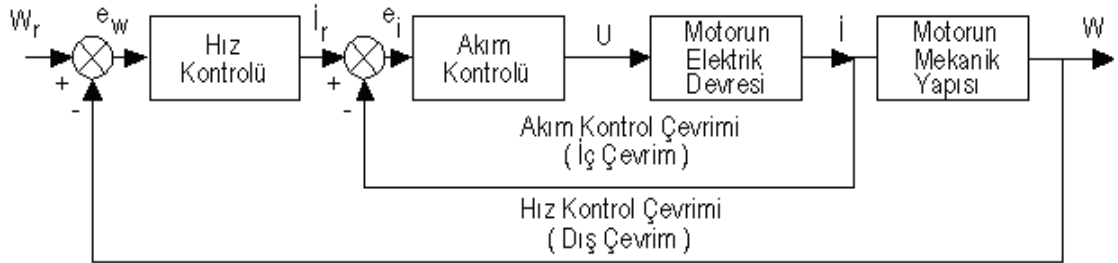 Wr
ew
İr
ei
U
İ
W
+
-
+
-
Hız
Kontrolü
Akım
Kontrolü
Motorun
Elektrik
Devresi
Motorun
Mekanik
Yapısı
Akım Kontrol Çevrimi
( İç Çevrim )
Hız Kontrol Çevrimi
( Dış Çevrim )